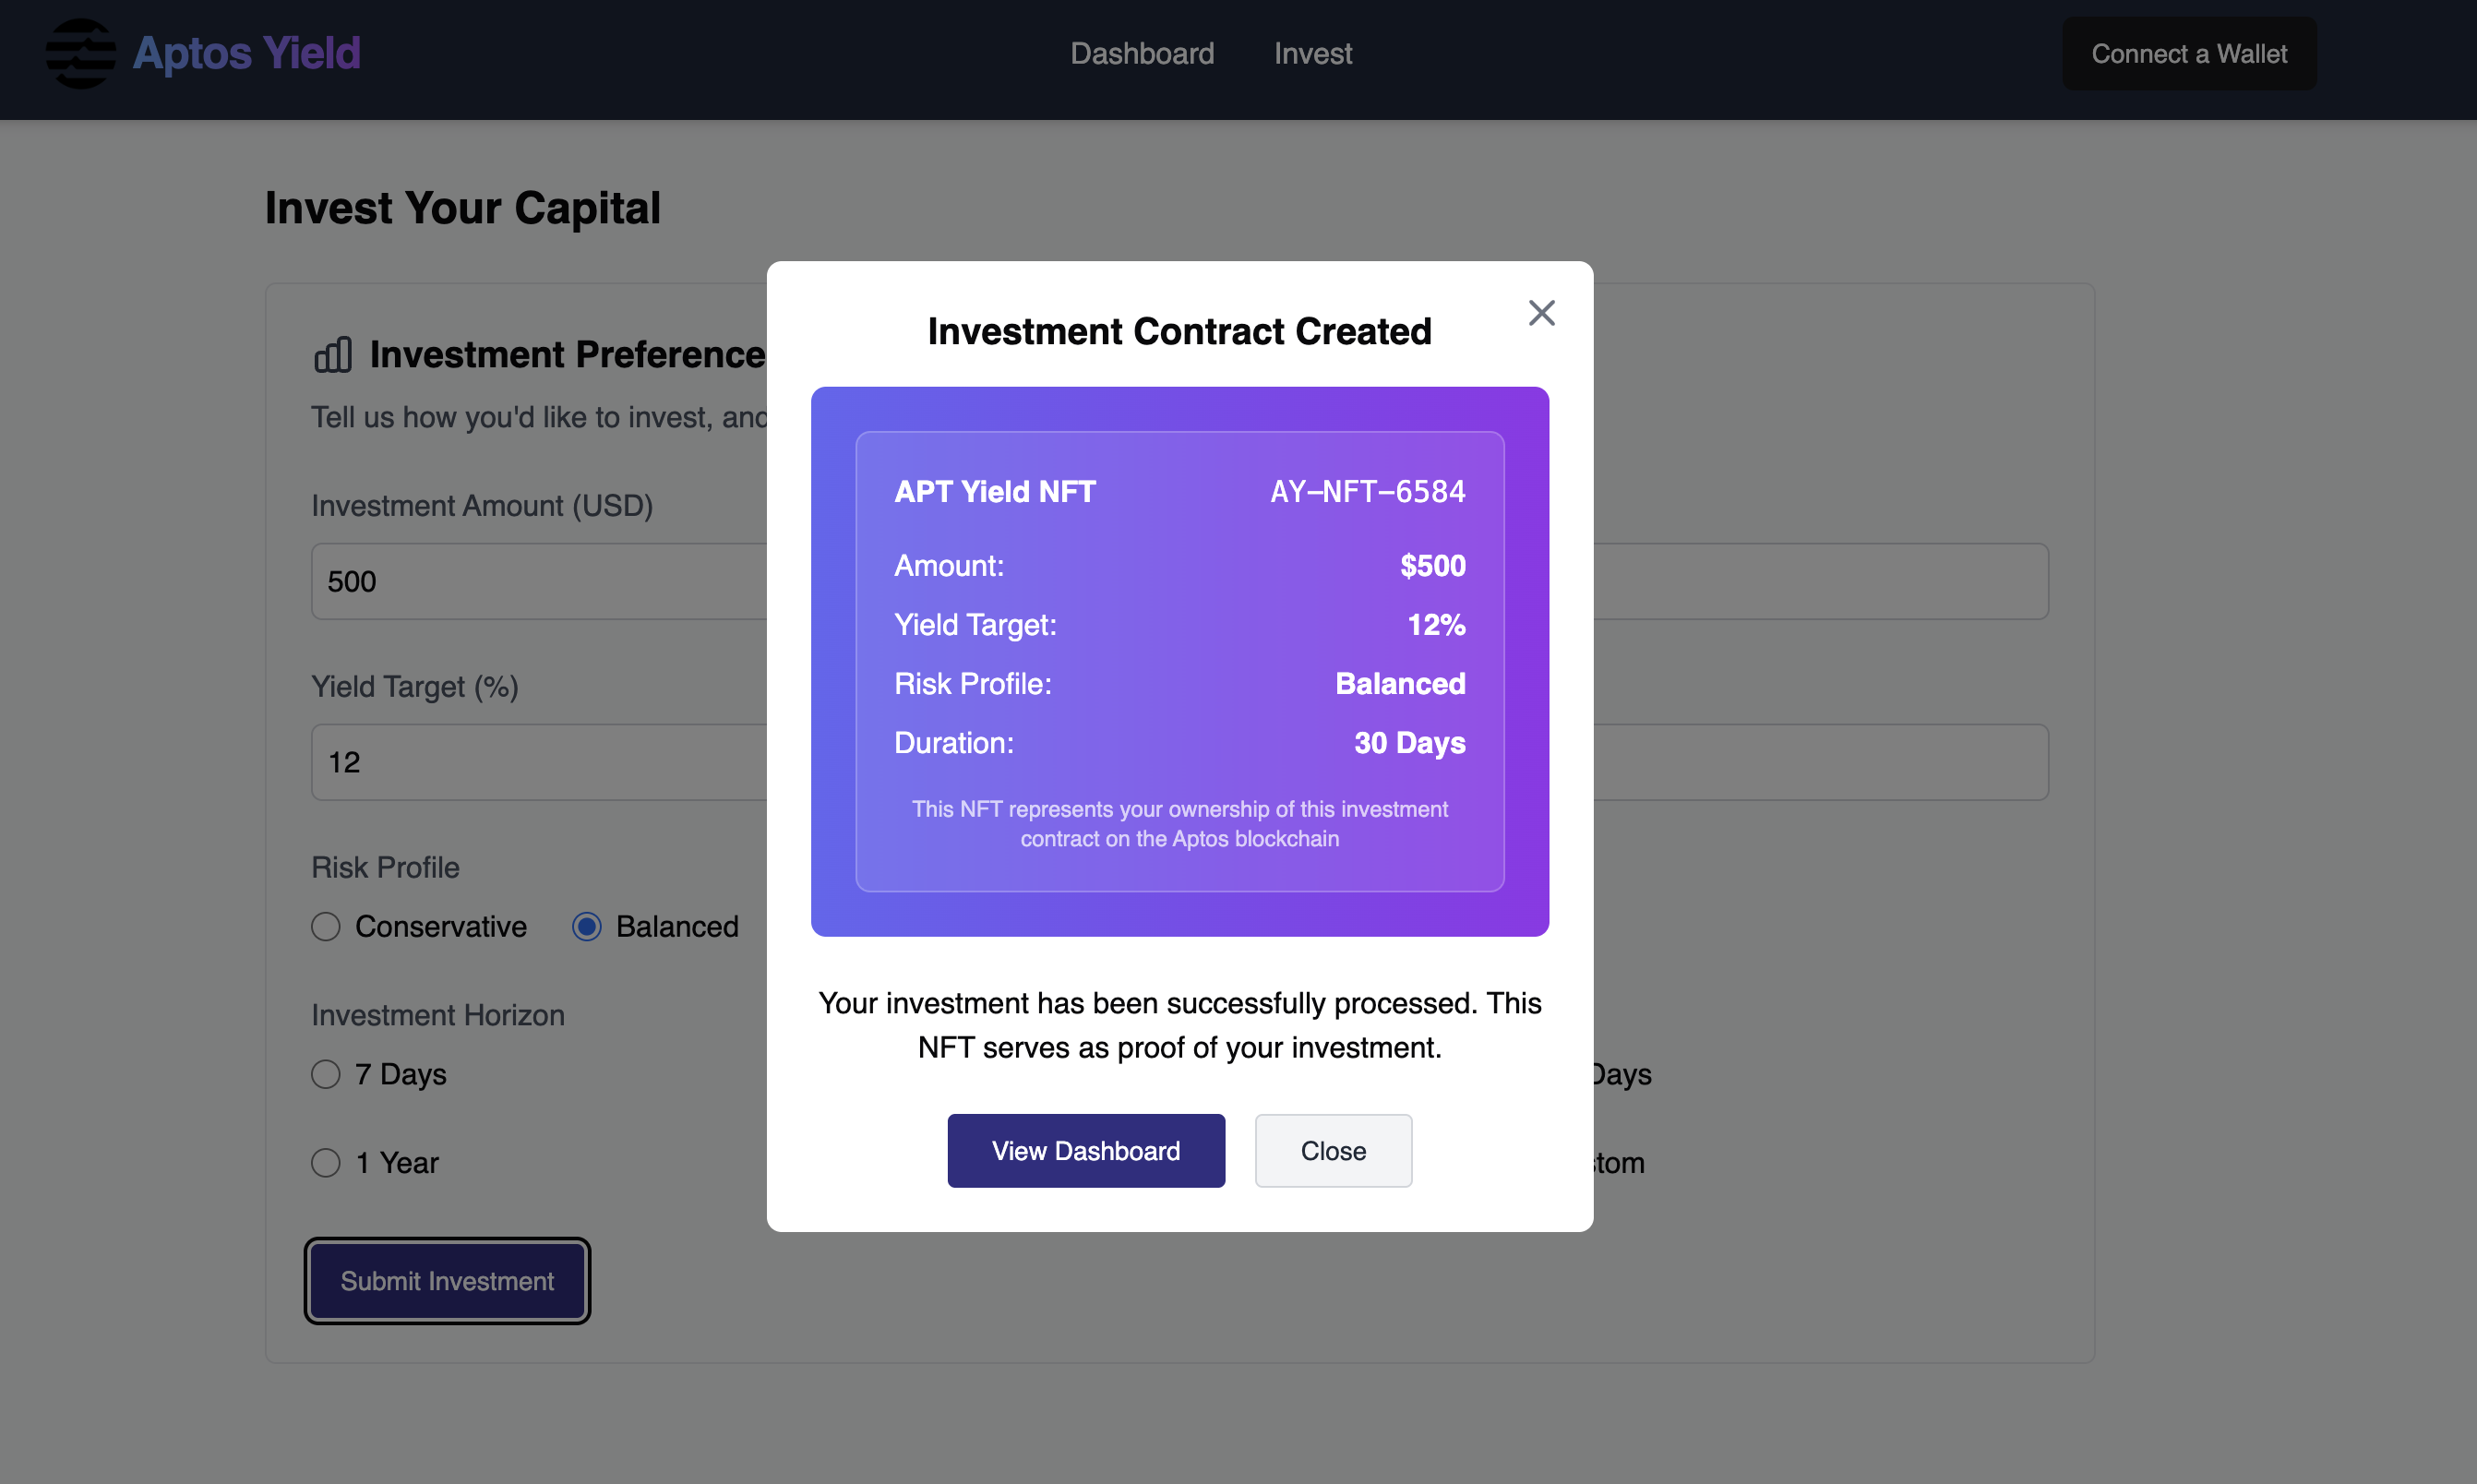 Aptos Yield
Dashboard
Invest
Connect a Wallet
Invest Your Capital
Investment Preference
Tell us how you'd like to invest, and
Investment Amount (USD)
500
Yield Target (%)
12
Risk Profile
Conservative
Balanced
Investment Horizon
7 Days
Days
1 Year
Submit Investment
Investment Contract Created
APT Yield NFT
AY-NFT-6584
Amount:
$500
Yield Target:
12%
Risk Profile:
Balanced
Duration:
30 Days
This NFT represents your ownership of this investment
contract on the Aptos blockchain
Your investment has been successfully processed. This
NFT serves as proof of your investment.
View Dashboard
Close